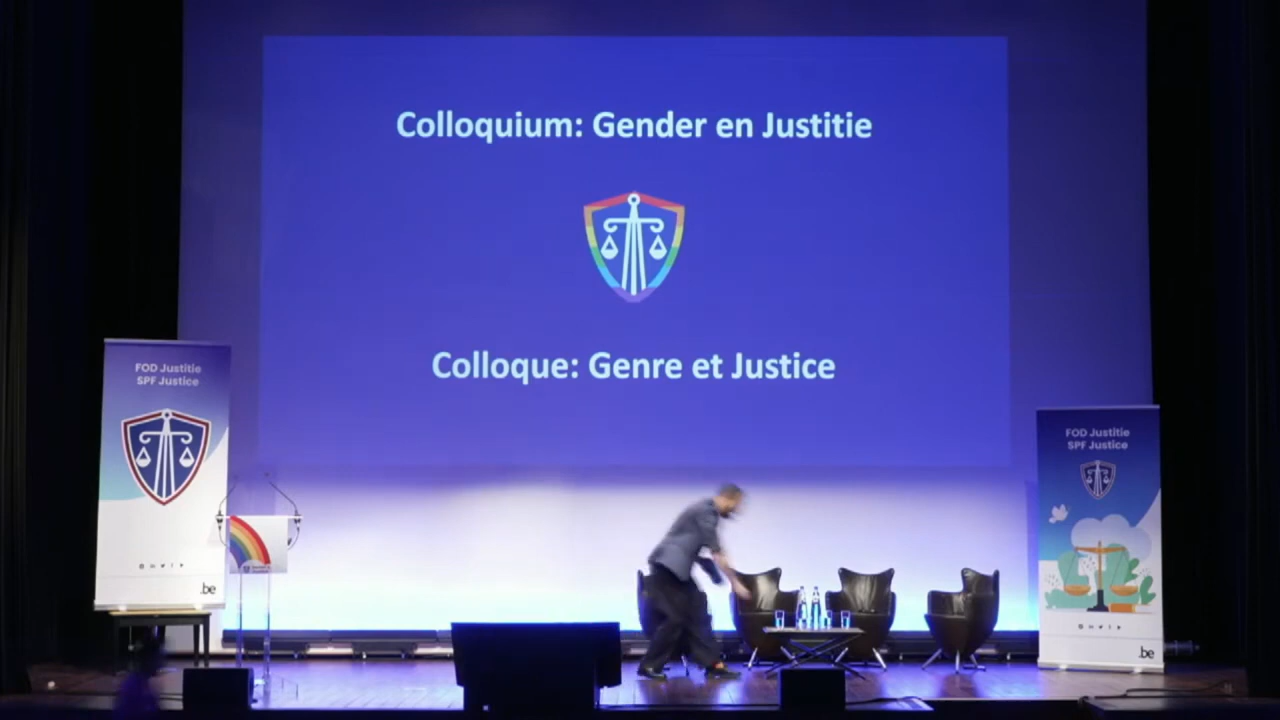 Colloquium: Gender en Justitie
Colloque: Genre et Justice
FOD Justitie
SPF Justice
.be
FOD Justitie
SPF Justice
.be